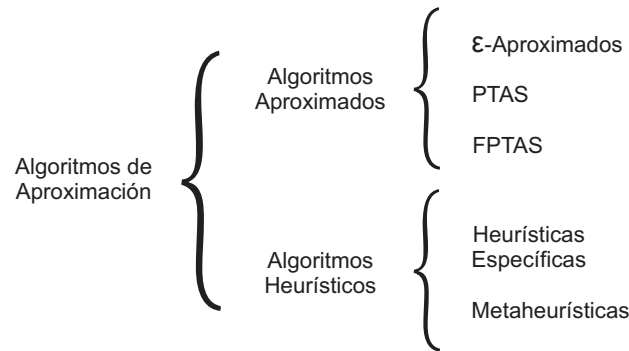 Algoritmos de
Aproximación
Algoritmos
Aproximados
ε-Aproximados
PTAS
FPTAS
Algoritmos
Heurísticos
Heurísticas
Específicas
Metaheurísticas